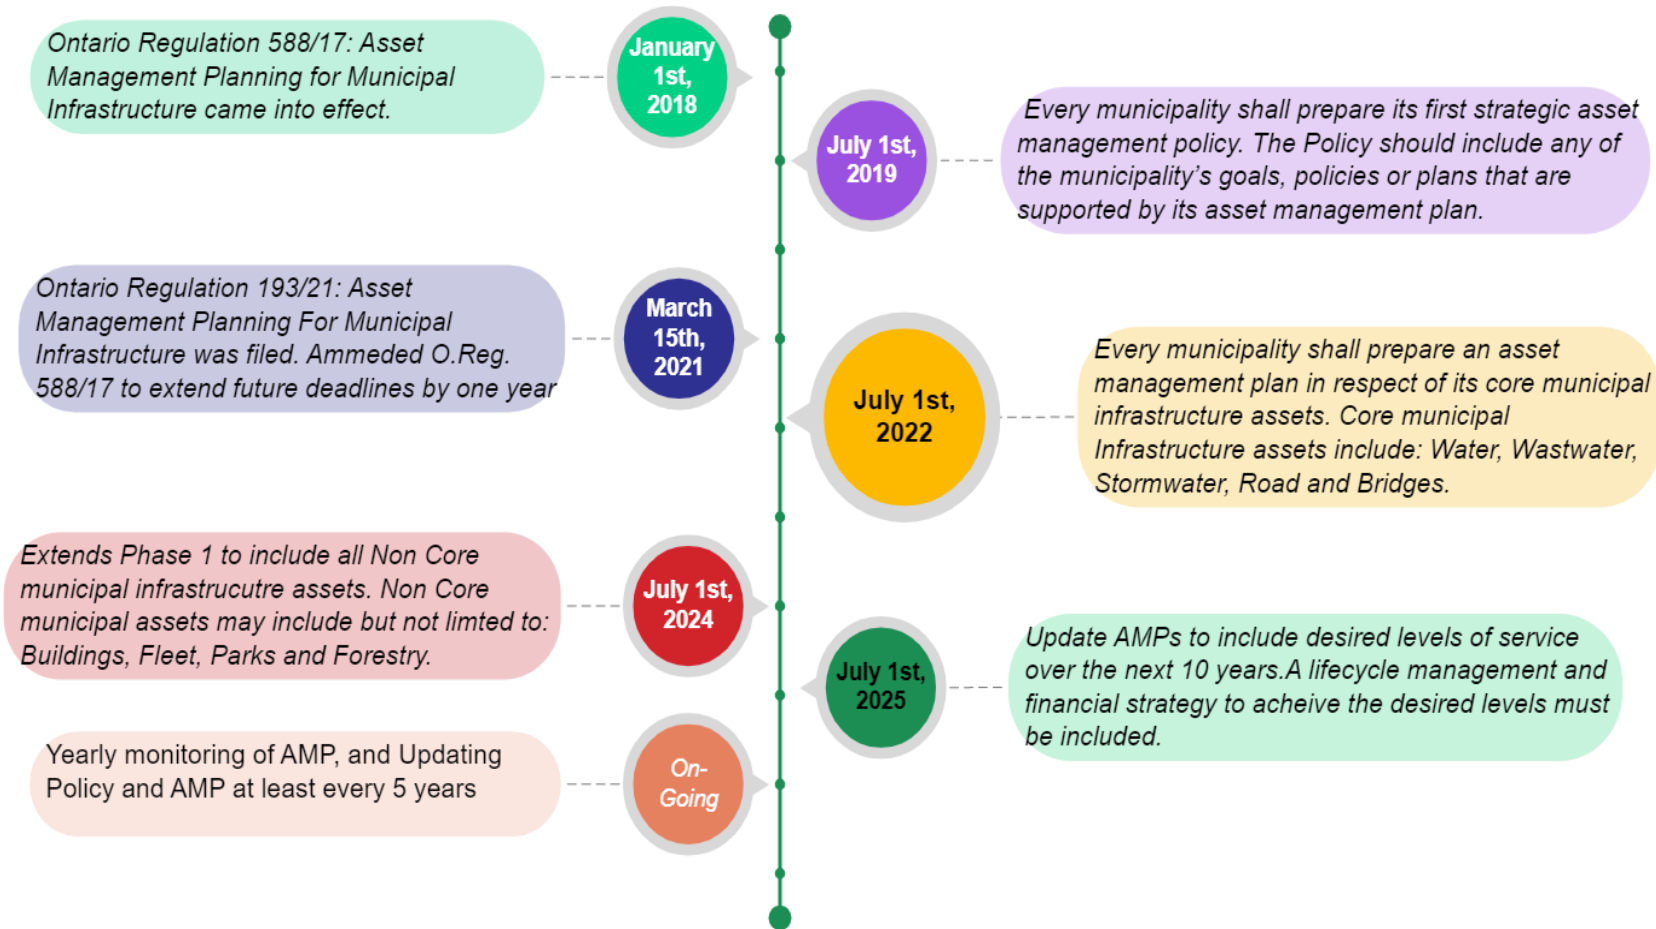 Ontario Regulation 588/17: Asset
Management Planning for Municipal
Infrastructure came into effect.
January
1st,
2018
July 1st,
2019
Every municipality shall prepare its first strategic asset
management policy. The Policy should include any of
the municipality's goals, policies or plans that are
supported by its asset management plan.
Ontario Regulation 193/21: Asset
Management Planning For Municipal
Infrastructure was filed. Ammeded O.Reg.
588/17 to extend future deadlines by one year
March
15th,
2021
July 1st,
2022
Every municipality shall prepare an asset
management plan in respect of its core municipal
infrastructure assets. Core municipal
Infrastructure assets include: Water, Wastwater,
Stormwater, Road and Bridges.
Extends Phase 1 to include all Non Core
municipal infrastrucutre assets. Non Core
municipal assets may include but not limted to:
Buildings, Fleet, Parks and Forestry.
July 1st,
2024
July 1st,
2025
Update AMPs to include desired levels of service
over the next 10 years.A lifecycle management and
financial strategy to acheive the desired levels must
be included.
Yearly monitoring of AMP, and Updating
Policy and AMP at least every 5 years
On-
Going